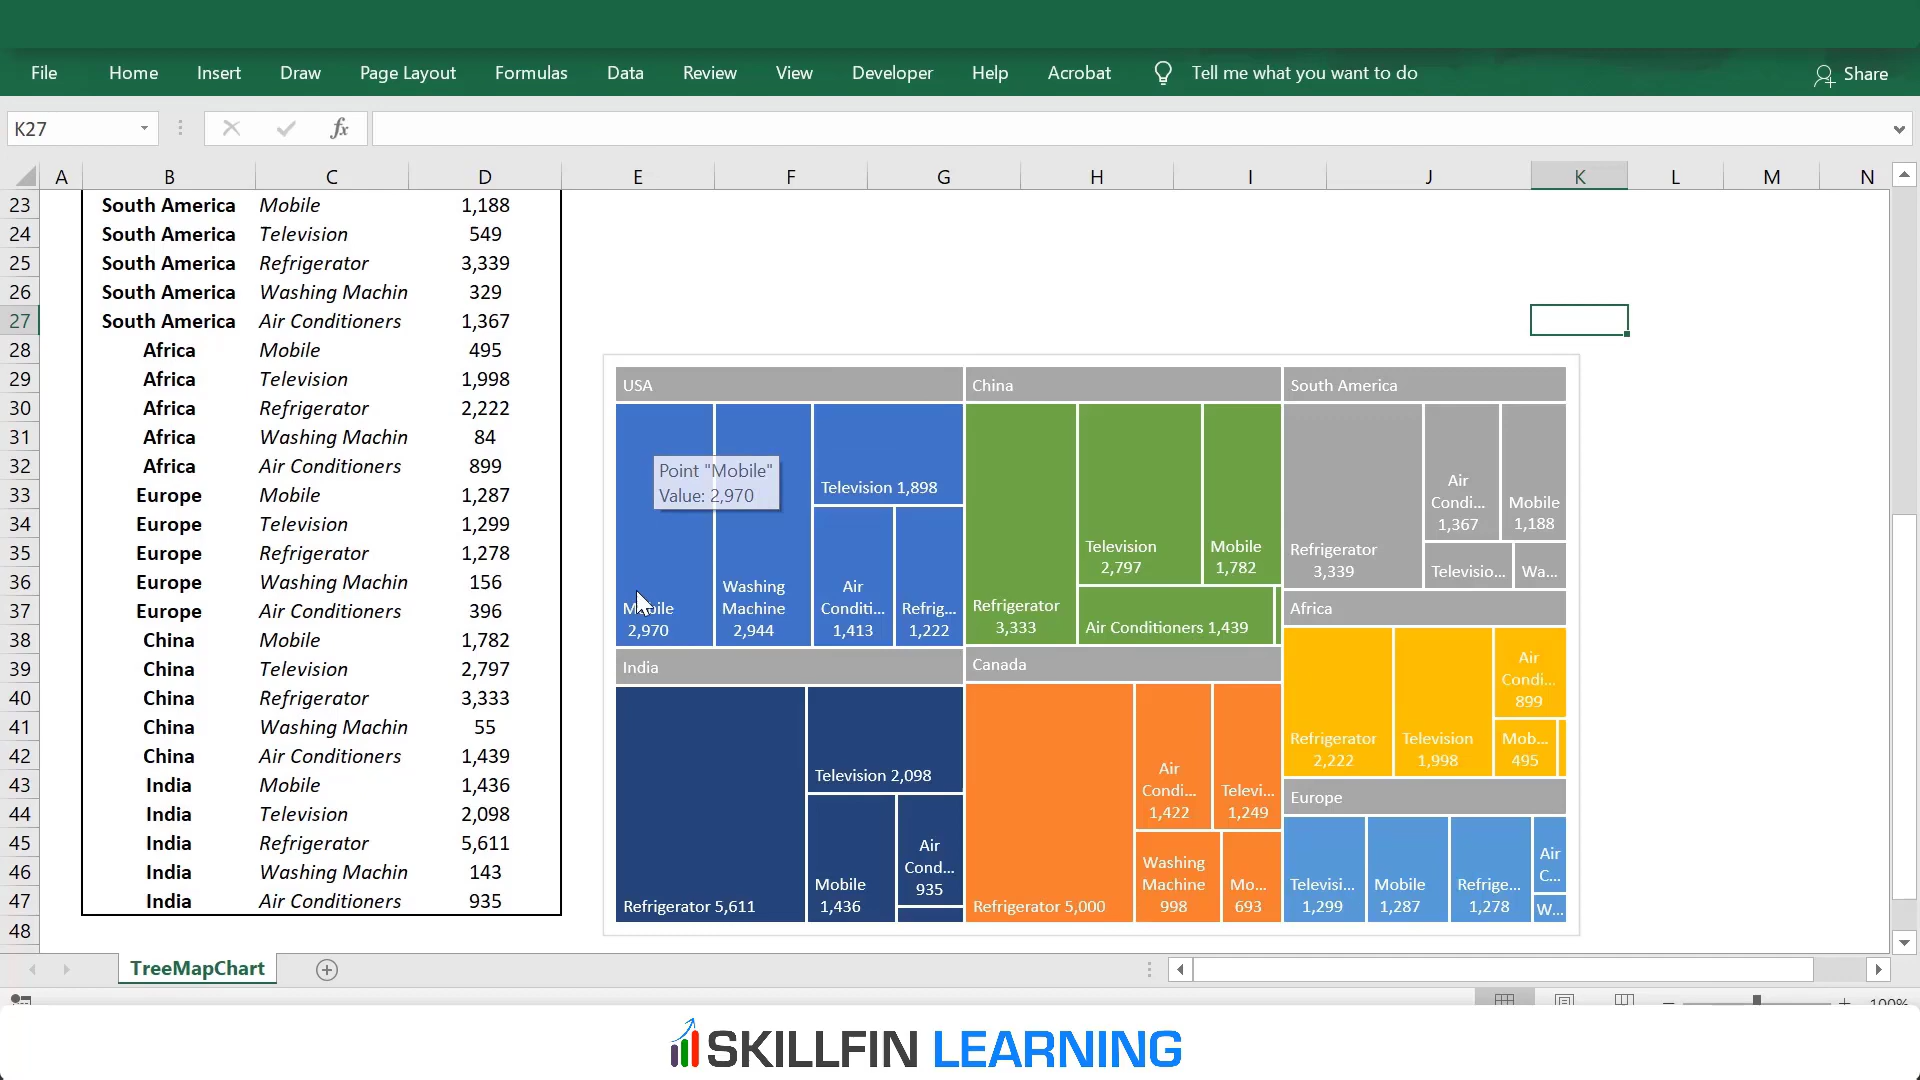 File Home Insert Draw Page Layout Formulas Data Review View Developer Help Acrobat Tell me what you want to do Share
K27 fx
A B C D E F G H I J K L M N
23 South America Mobile 1,188
24 South America Television 549
25 South America Refrigerator 3,339
26 South America Washing Machin 329
27 South America Air Conditioners 1,367
28 Africa Mobile 495
29 Africa Television 1,998
30 Africa Refrigerator 2,222
31 Africa Washing Machin 84
32 Africa Air Conditioners 899
33 Europe Mobile 1,287
34 Europe Television 1,299
35 Europe Refrigerator 1,278
36 Europe Washing Machin 156
37 Europe Air Conditioners 396
38 China Mobile 1,782
39 China Television 2,797
40 China Refrigerator 3,333
41 China Washing Machin 55
42 China Air Conditioners 1,439
43 India Mobile 1,436
44 India Television 2,098
45 India Refrigerator 5,611
46 India Washing Machin 143
47 India Air Conditioners 935
48
USA
Point "Mobile"
Value: 2,970
Mobile
2,970
Washing
Machine
2,944
Television 1,898
Air
Conditi...
1,413
Refrig...
1,222
China
Refrigerator
3,333
Television
2,797
Mobile
1,782
Air Conditioners 1,439
South America
Refrigerator
3,339
Air
Condi...
1,367
Mobile
1,188
Televisio...
Wa...
India
Refrigerator 5,611
Television 2,098
Mobile
1,436
Air
Cond...
935
Canada
Refrigerator 5,000
Air
Condi...
1,422
Televi...
1,249
Washing
Machine
998
Mo...
693
Africa
Refrigerator
2,222
Television
1,998
Air
Condi...
899
Mob...
495
Europe
Televisi...
1,299
Mobile
1,287
Refrige...
1,278
Air
C...
W...
TreeMapChart
100%
SKILLFIN LEARNING